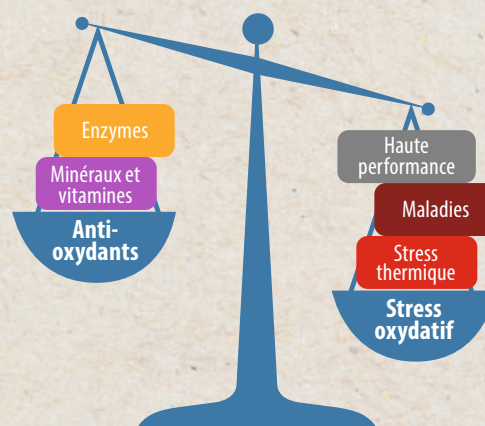 Enzymes
Minéraux et
vitamines
Anti-
oxydants
Haute
performance
Maladies
Stress
thermique
Stress
oxydatif